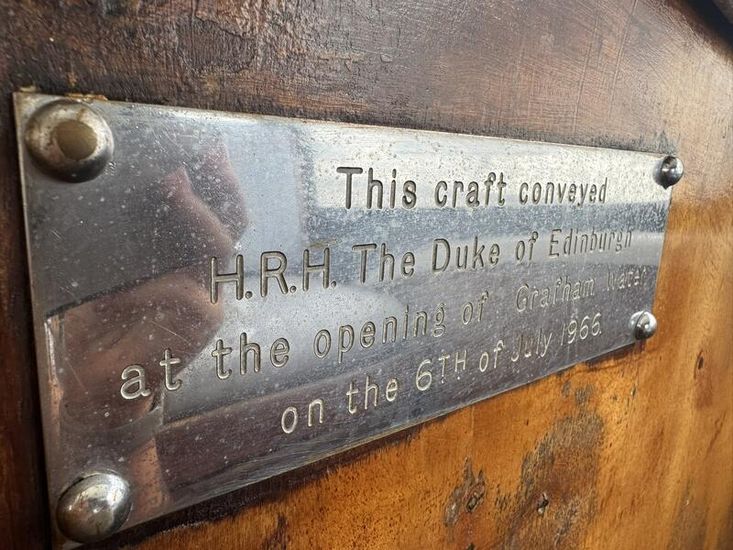 This craft conveyed
H.R.H. The Duke of Edinburgh
at the opening of Grafham Water
on the 6TH of July 1966.